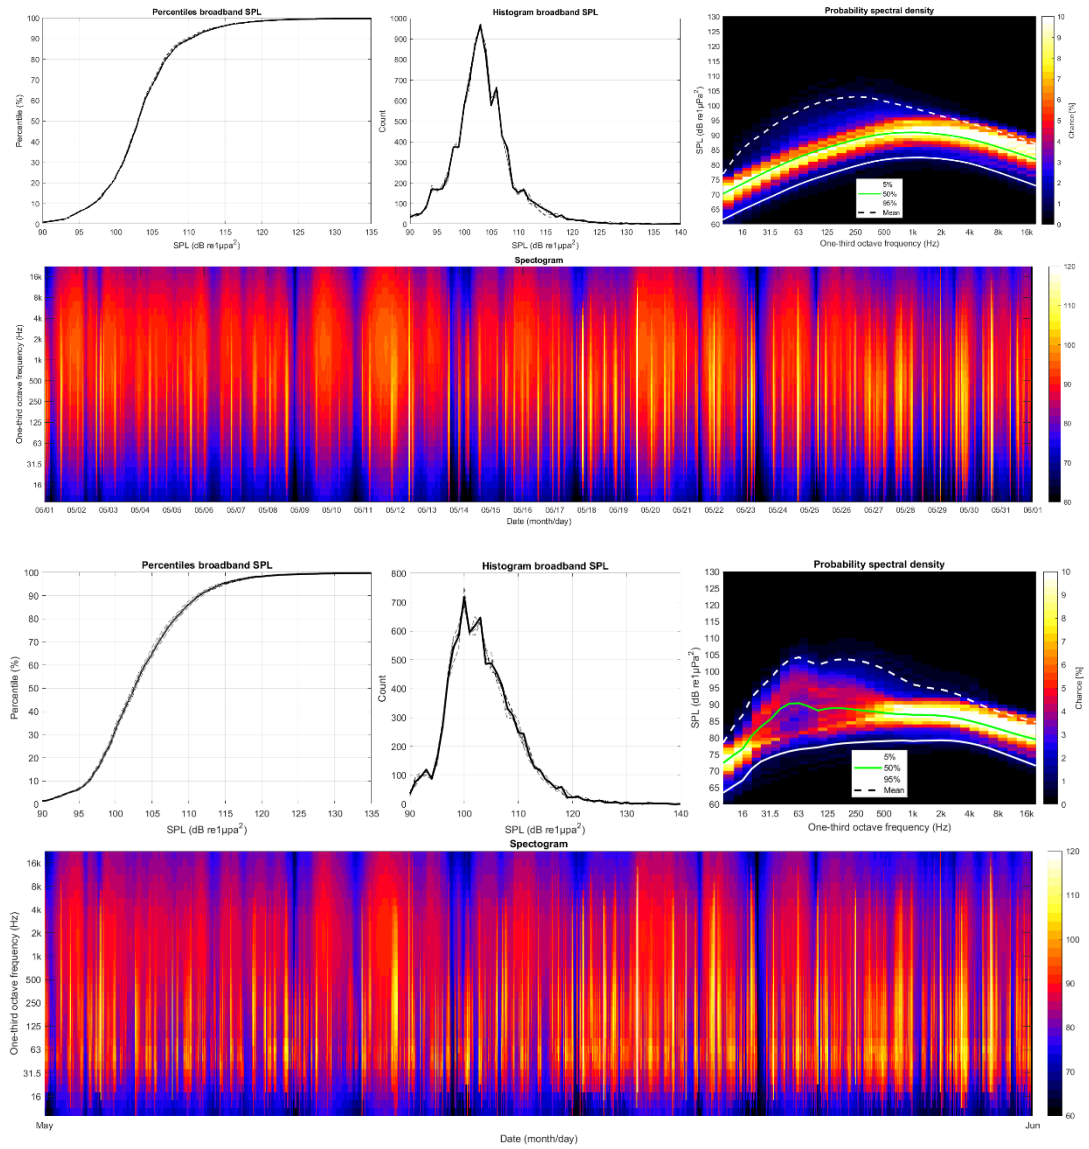 Percentiles broadband SPL
Percentile (%)
100
90
80
70
60
50
40
30
20
10
0
90 95 100 105 110 115 120 125 130 135
SPL (dB re1µpa²)
Histogram broadband SPL
Count
1000
900
800
700
600
500
400
300
200
100
0
90 95 100 105 110 115 120 125 130 135 140
SPL (dB re1µpa²)
Probability spectral density
SPL (dB re1µPa²)
130
125
120
115
110
105
100
95
90
85
80
75
70
65
60
16 31.5 63 125 250 500 1k 2k 4k 8k 16k
One-third octave frequency (Hz)
5%
50%
95%
Mean
10
9
8
7
6
5
4
3
2
1
0
Chance [%]
Spectogram
One-third octave frequency (Hz)
16k
8k
4k
2k
1k
500
250
125
63
31.5
16
05/01 05/02 05/03 05/04 05/05 05/06 05/07 05/08 05/09 05/10 05/11 05/12 05/13 05/14 05/15 05/16 05/17 05/18 05/19 05/20 05/21 05/22 05/23 05/24 05/25 05/26 05/27 05/28 05/29 05/30 05/31 06/01
Date (month/day)
120
110
100
90
80
70
60
Percentiles broadband SPL
Percentile (%)
100
90
80
70
60
50
40
30
20
10
0
90 95 100 105 110 115 120 125 130 135
SPL (dB re1µpa²)
Histogram broadband SPL
Count
800
700
600
500
400
300
200
100
0
90 100 110 120 130 140
SPL (dB re1µpa²)
Probability spectral density
SPL (dB re1µPa²)
130
125
120
115
110
105
100
95
90
85
80
75
70
65
60
16 31.5 63 125 250 500 1k 2k 4k 8k 16k
One-third octave frequency (Hz)
5%
50%
95%
Mean
10
9
8
7
6
5
4
3
2
1
0
Chance [%]
Spectogram
One-third octave frequency (Hz)
16k
8k
4k
2k
1k
500
250
125
63
31.5
16
May Jun
Date (month/day)
120
110
100
90
80
70
60